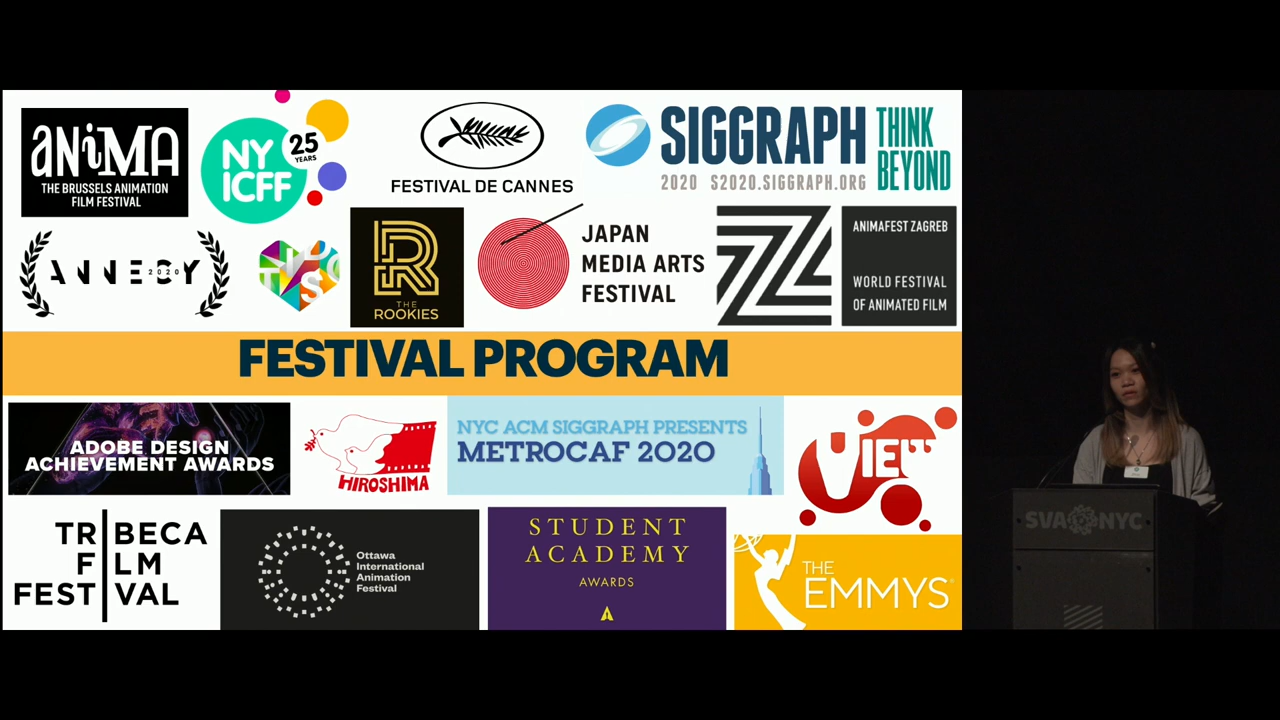 aNiMA
THE BRUSSELS ANIMATION
FILM FESTIVAL
NY
ICFF
25
YEARS
FESTIVAL DE CANNES
SIGGRAPH
2020 S2020.SIGGRAPH.ORG
THINK
BEYOND
ANNECY
2020
THE
ROOKIES
JAPAN
MEDIA ARTS
FESTIVAL
ANIMAFEST ZAGREB
WORLD FESTIVAL
OF ANIMATED FILM
FESTIVAL PROGRAM
ADOBE DESIGN
ACHIEVEMENT AWARDS
HIROSHIMA
NYC ACM SIGGRAPH PRESENTS
METROCAF 2020
VIEW
TRIBECA
FILM
FESTIVAL
Ottawa
International
Animation
Festival
STUDENT
ACADEMY
AWARDS
THE
EMMYS
SVA NYC